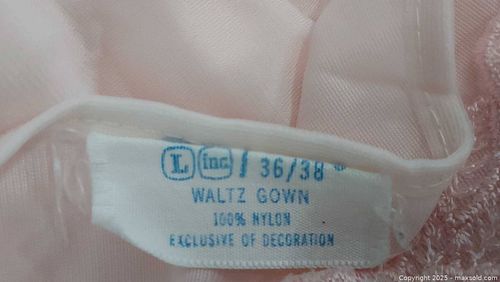 L inc. 36/38
WALTZ GOWN
100% NYLON
EXCLUSIVE OF DECORATION
Copyright © 2025 - maxsold.com